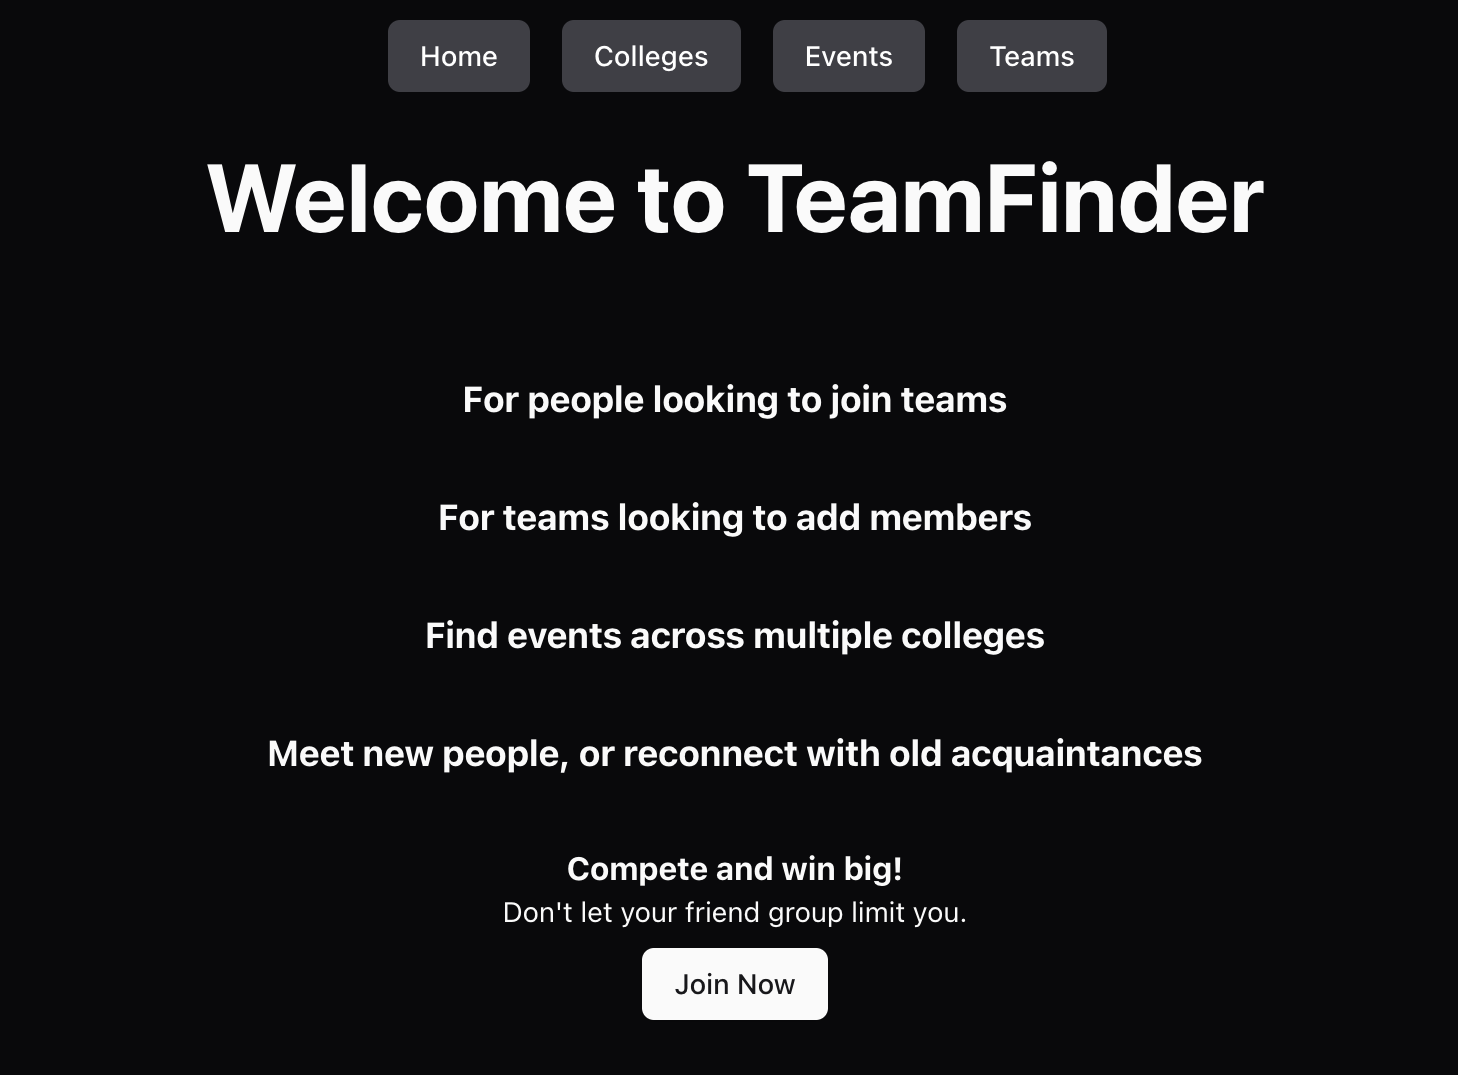 Home Colleges Events Teams
Welcome to TeamFinder
For people looking to join teams
For teams looking to add members
Find events across multiple colleges
Meet new people, or reconnect with old acquaintances
Compete and win big!
Don't let your friend group limit you.
Join Now